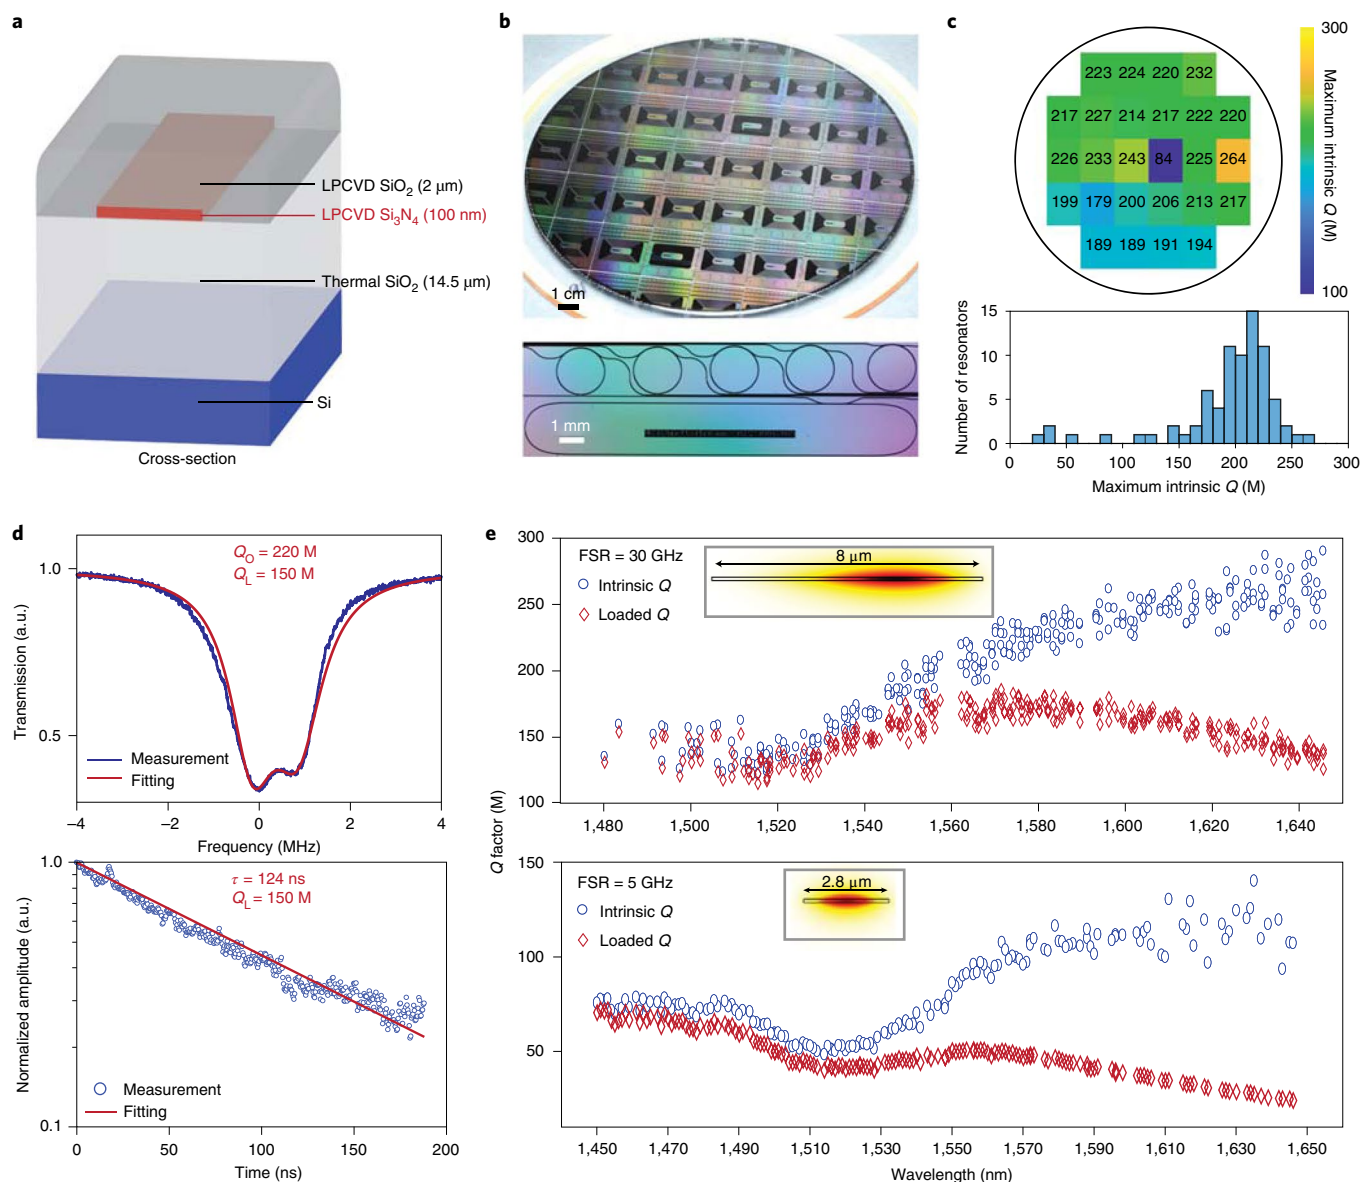 a
LPCVD SiO2 (2 μm)
LPCVD Si3N4 (100 nm)
Thermal SiO2 (14.5 μm)
Si
Cross-section
b
1 cm
1 mm
c
223 224 220 232
217 227 214 217 222 220
226 233 243 84 225 264
199 179 200 206 213 217
189 189 191 194
300
Maximum intrinsic Q (M)
100
Number of resonators
15
10
5
0
0 50 100 150 200 250 300
Maximum intrinsic Q (M)
d
QO = 220 M
QL = 150 M
Transmission (a.u.)
1.0
0.5
Measurement
Fitting
−4 −2 0 2 4
Frequency (MHz)
Normalized amplitude (a.u.)
1.0
0.1
τ = 124 ns
QL = 150 M
Measurement
Fitting
0 50 100 150 200
Time (ns)
e
Q factor (M)
300
250
200
150
100
FSR = 30 GHz
Intrinsic Q
Loaded Q
8 μm
1,480 1,500 1,520 1,540 1,560 1,580 1,600 1,620 1,640
150
100
50
FSR = 5 GHz
Intrinsic Q
Loaded Q
2.8 μm
1,450 1,470 1,490 1,510 1,530 1,550 1,570 1,590 1,610 1,630 1,650
Wavelength (nm)